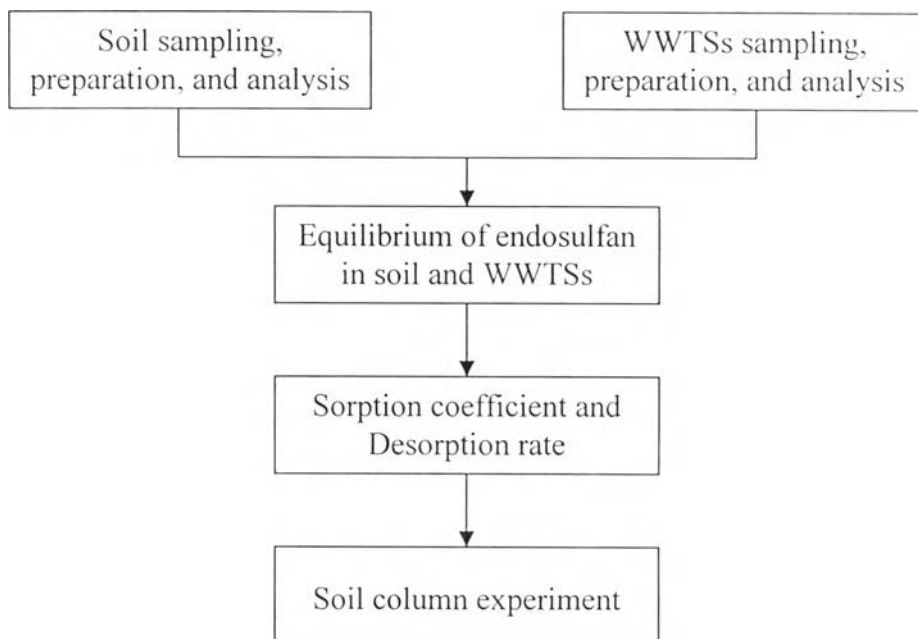 Soil sampling,
preparation, and analysis
WWTSs sampling,
preparation, and analysis
Equilibrium of endosulfan
in soil and WWTSs
Sorption coefficient and
Desorption rate
Soil column experiment